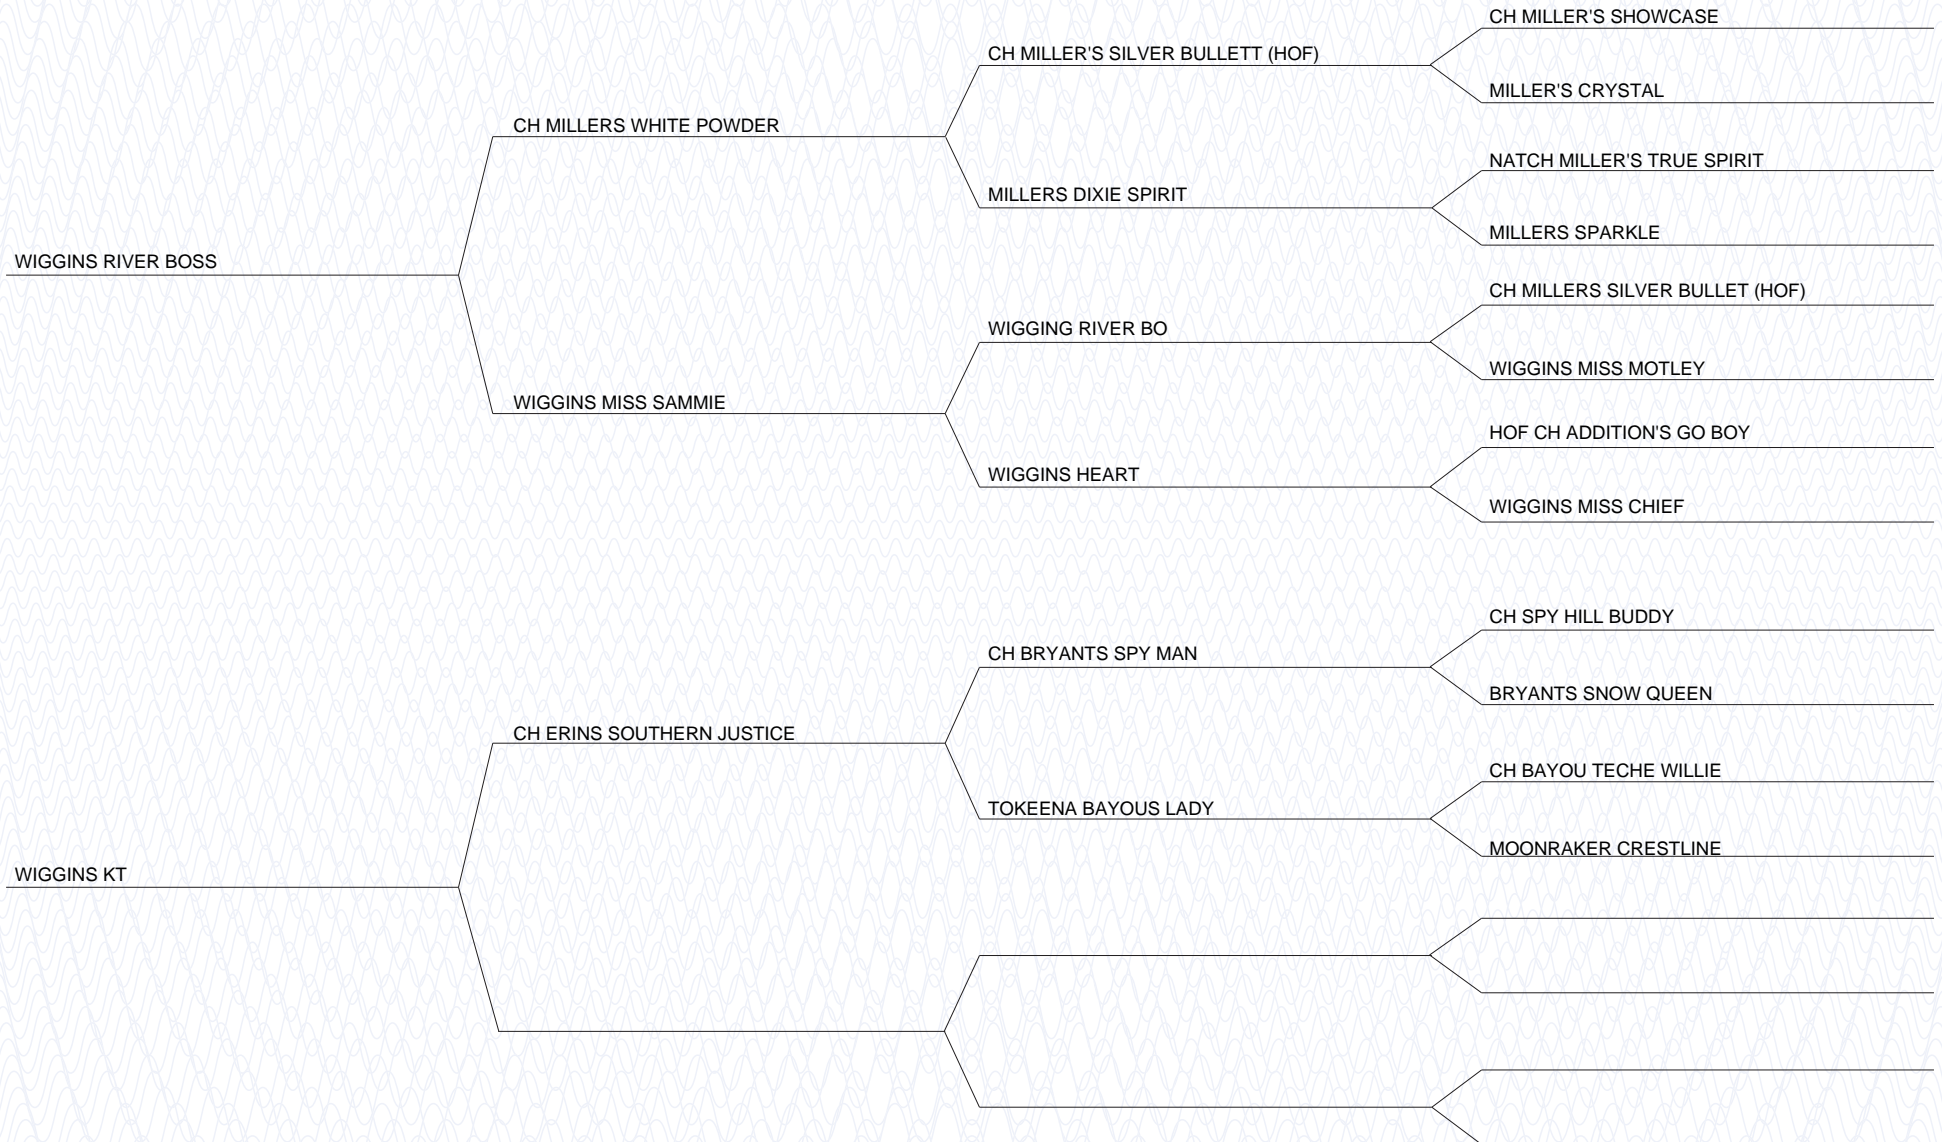 CH MILLER'S SHOWCASE
CH MILLER'S SILVER BULLETT (HOF)
MILLER'S CRYSTAL
CH MILLERS WHITE POWDER
NATCH MILLER'S TRUE SPIRIT
MILLERS DIXIE SPIRIT
MILLERS SPARKLE
WIGGINS RIVER BOSS
CH MILLERS SILVER BULLET (HOF)
WIGGING RIVER BO
WIGGINS MISS MOTLEY
WIGGINS MISS SAMMIE
HOF CH ADDITION'S GO BOY
WIGGINS HEART
WIGGINS MISS CHIEF
CH SPY HILL BUDDY
CH BRYANTS SPY MAN
BRYANTS SNOW QUEEN
CH ERINS SOUTHERN JUSTICE
CH BAYOU TECHE WILLIE
TOKEENA BAYOUS LADY
MOONRAKER CRESTLINE
WIGGINS KT